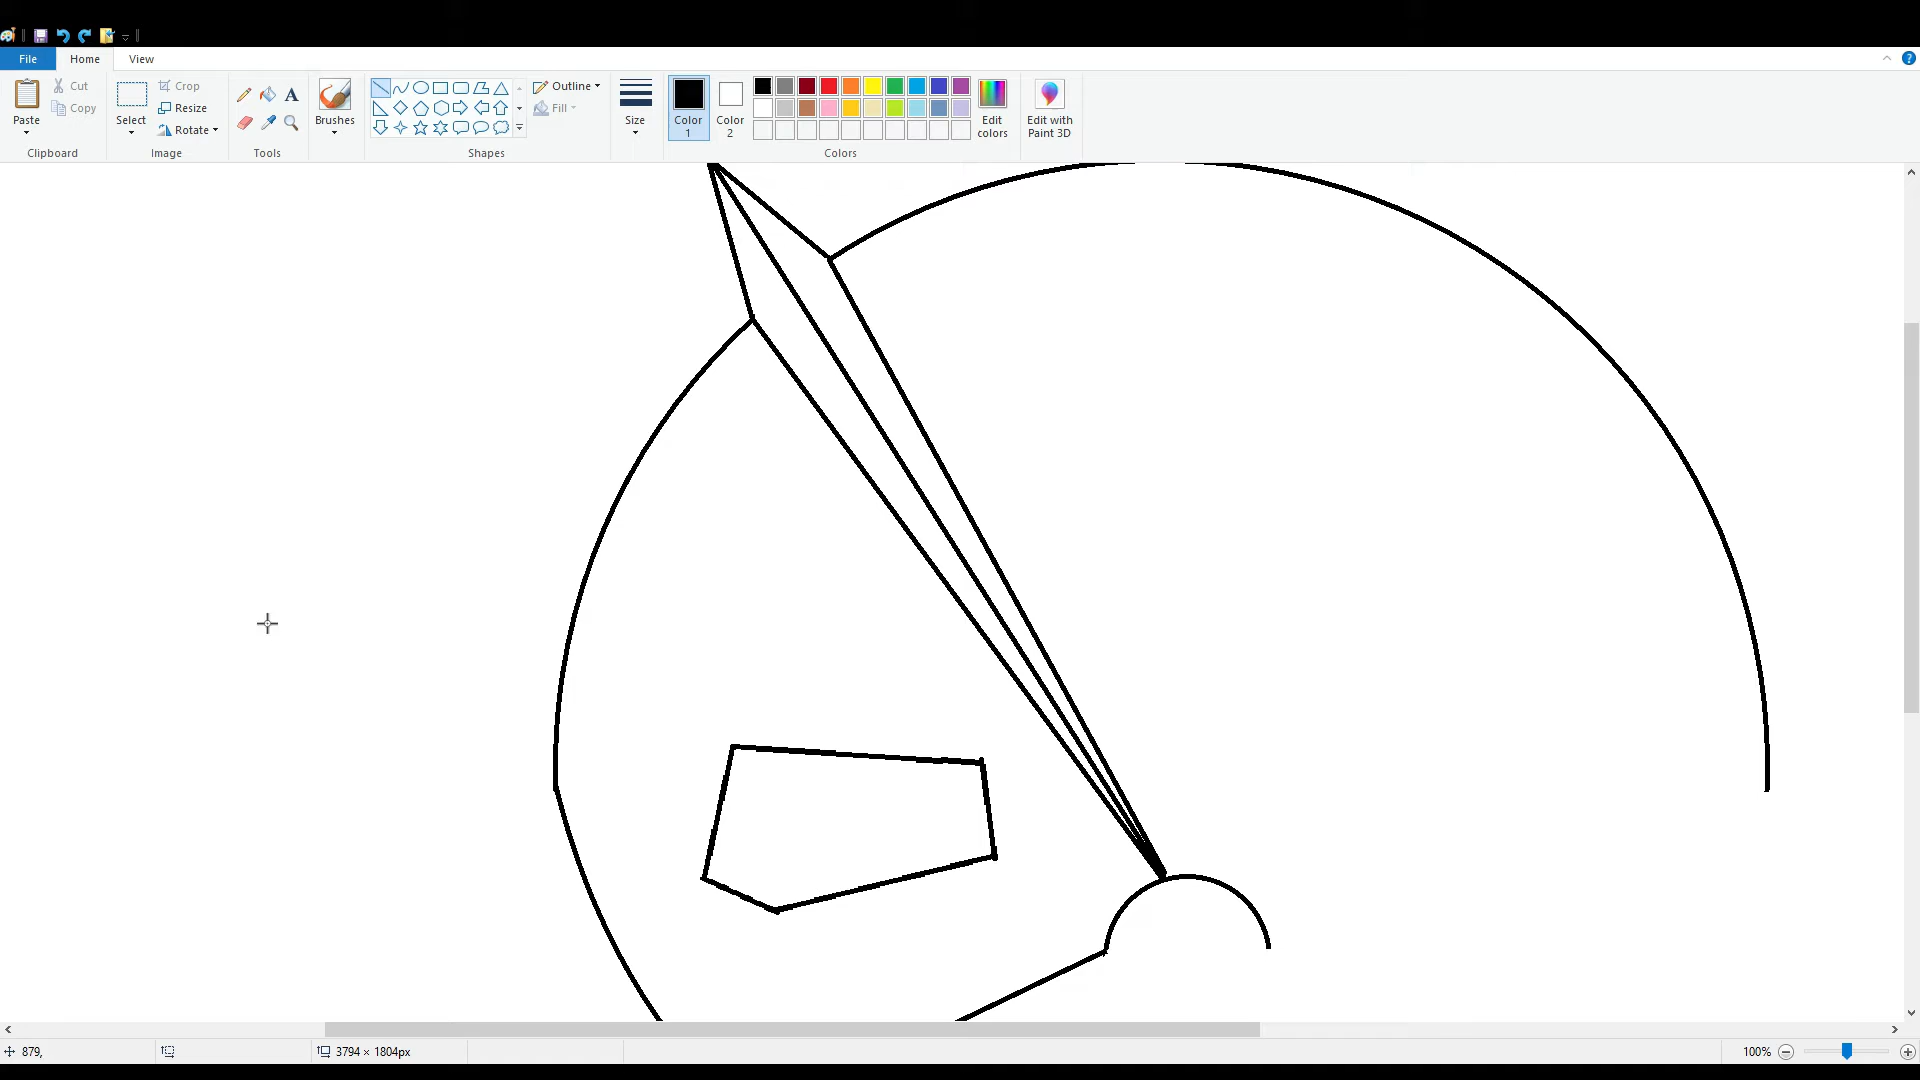 File Home View
Paste
Cut
Copy
Clipboard
Select
Crop
Resize
Rotate
Image
A
Tools
Brushes
Outline
Fill
Shapes
Size
Color 1
Color 2
Edit colors
Colors
Edit with Paint 3D
879,
3794 × 1804px
100%